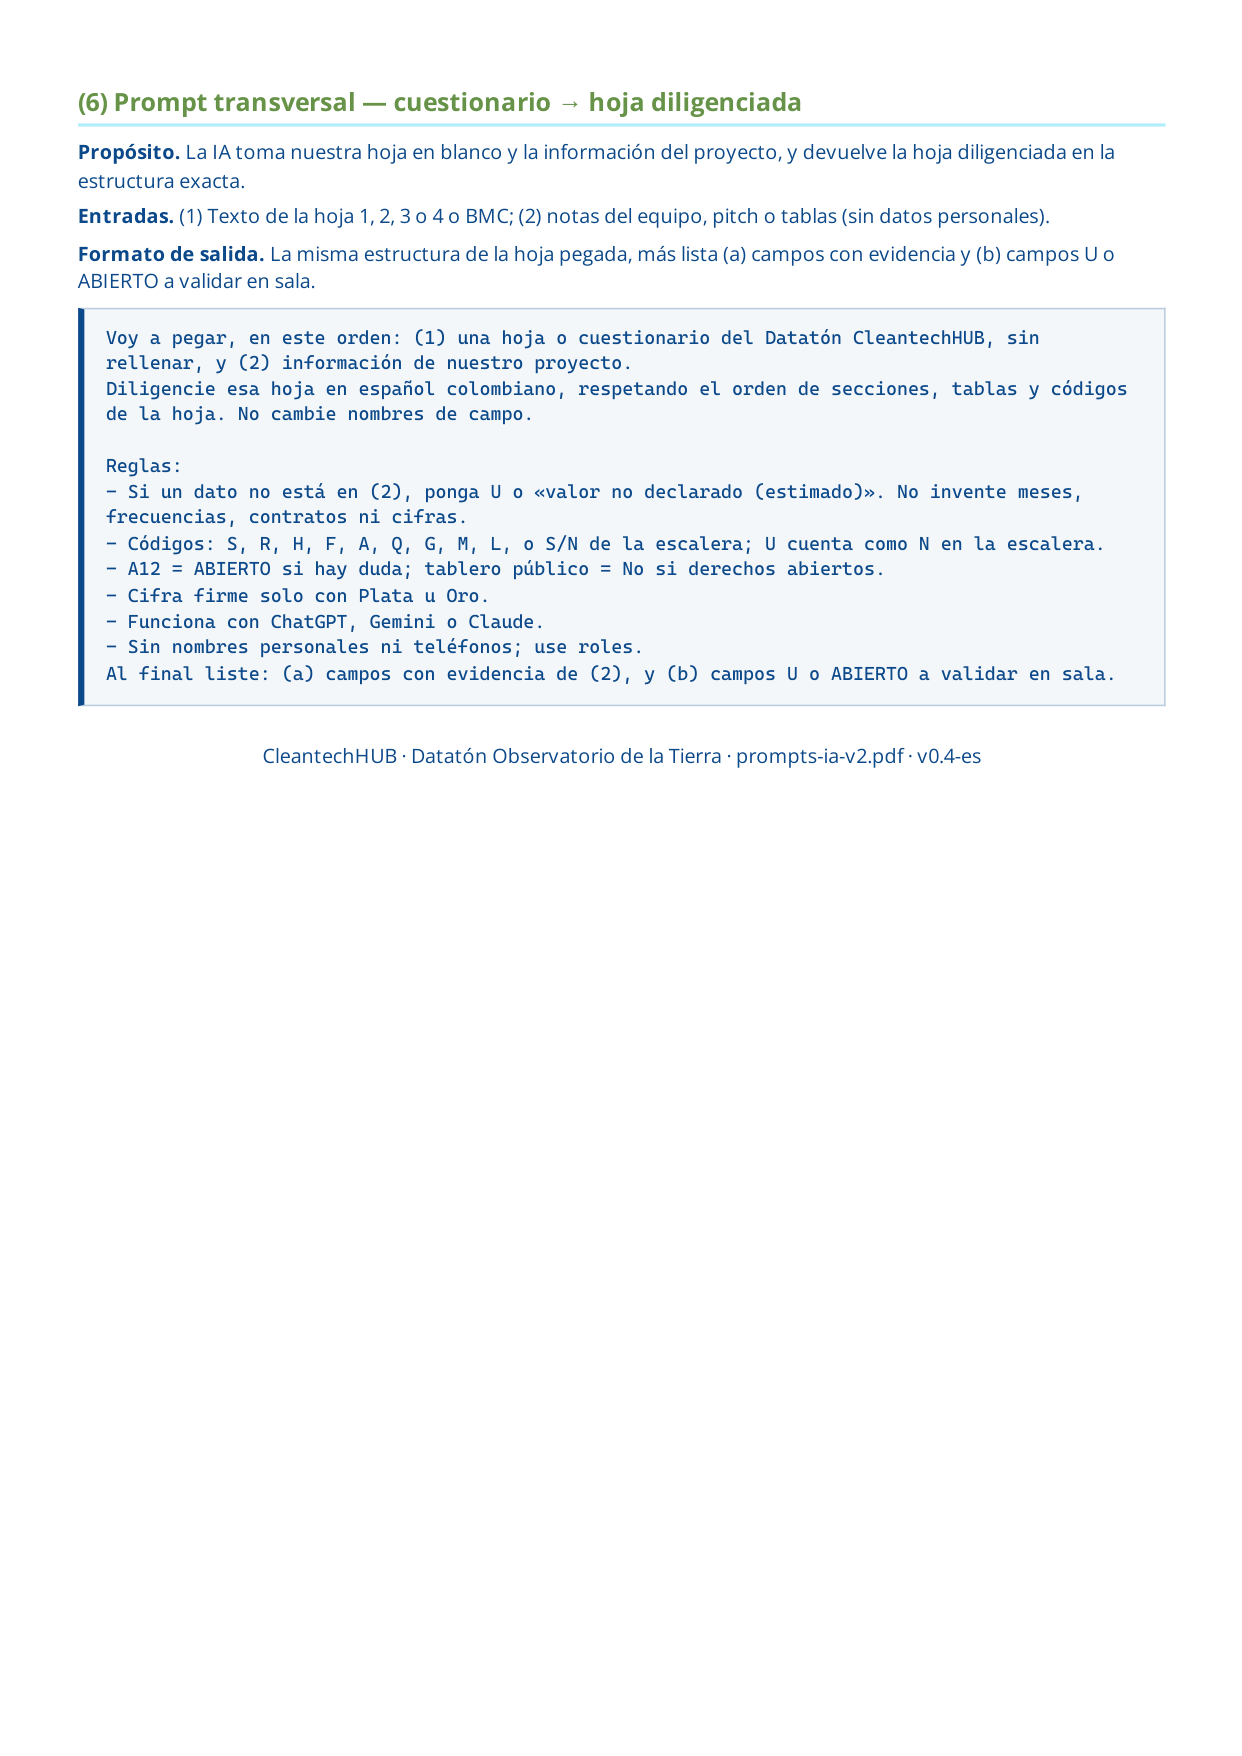 (6) Prompt transversal — cuestionario → hoja diligenciada
Propósito. La IA toma nuestra hoja en blanco y la información del proyecto, y devuelve la hoja diligenciada en la
estructura exacta.
Entradas. (1) Texto de la hoja 1, 2, 3 o 4 o BMC; (2) notas del equipo, pitch o tablas (sin datos personales).
Formato de salida. La misma estructura de la hoja pegada, más lista (a) campos con evidencia y (b) campos U o
ABIERTO a validar en sala.
Voy a pegar, en este orden: (1) una hoja o cuestionario del Datatón CleantechHUB, sin
rellenar, y (2) información de nuestro proyecto.
Diligencie esa hoja en español colombiano, respetando el orden de secciones, tablas y códigos
de la hoja. No cambie nombres de campo.
Reglas:
– Si un dato no está en (2), ponga U o «valor no declarado (estimado)». No invente meses,
frecuencias, contratos ni cifras.
– Códigos: S, R, H, F, A, Q, G, M, L, o S/N de la escalera; U cuenta como N en la escalera.
– A12 = ABIERTO si hay duda; tablero público = No si derechos abiertos.
– Cifra firme solo con Plata u Oro.
– Funciona con ChatGPT, Gemini o Claude.
– Sin nombres personales ni teléfonos; use roles.
Al final liste: (a) campos con evidencia de (2), y (b) campos U o ABIERTO a validar en sala.
CleantechHUB · Datatón Observatorio de la Tierra · prompts-ia-v2.pdf · v0.4-es